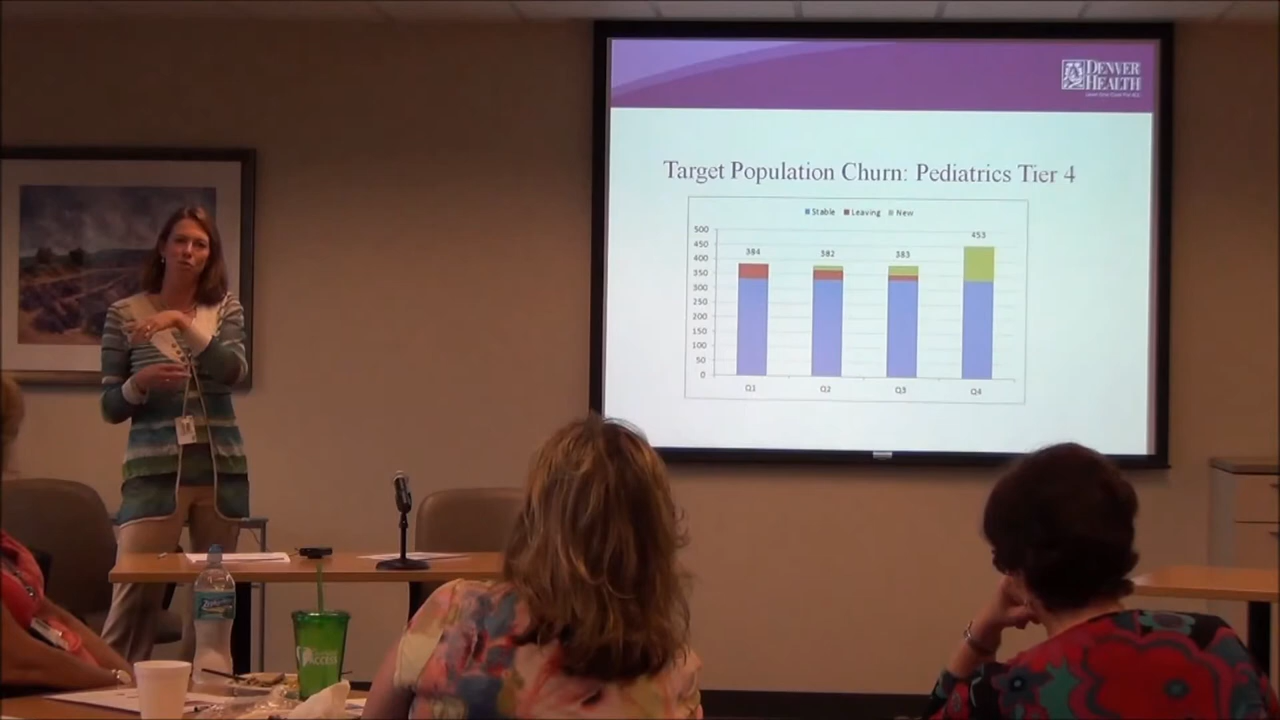 DENVER
HEALTH
Target Population Churn: Pediatrics Tier 4
Stable Leaving New
500
450
400
350
300
250
200
150
100
50
0
384
382
383
453
Q1
Q2
Q3
Q4
ACCESS